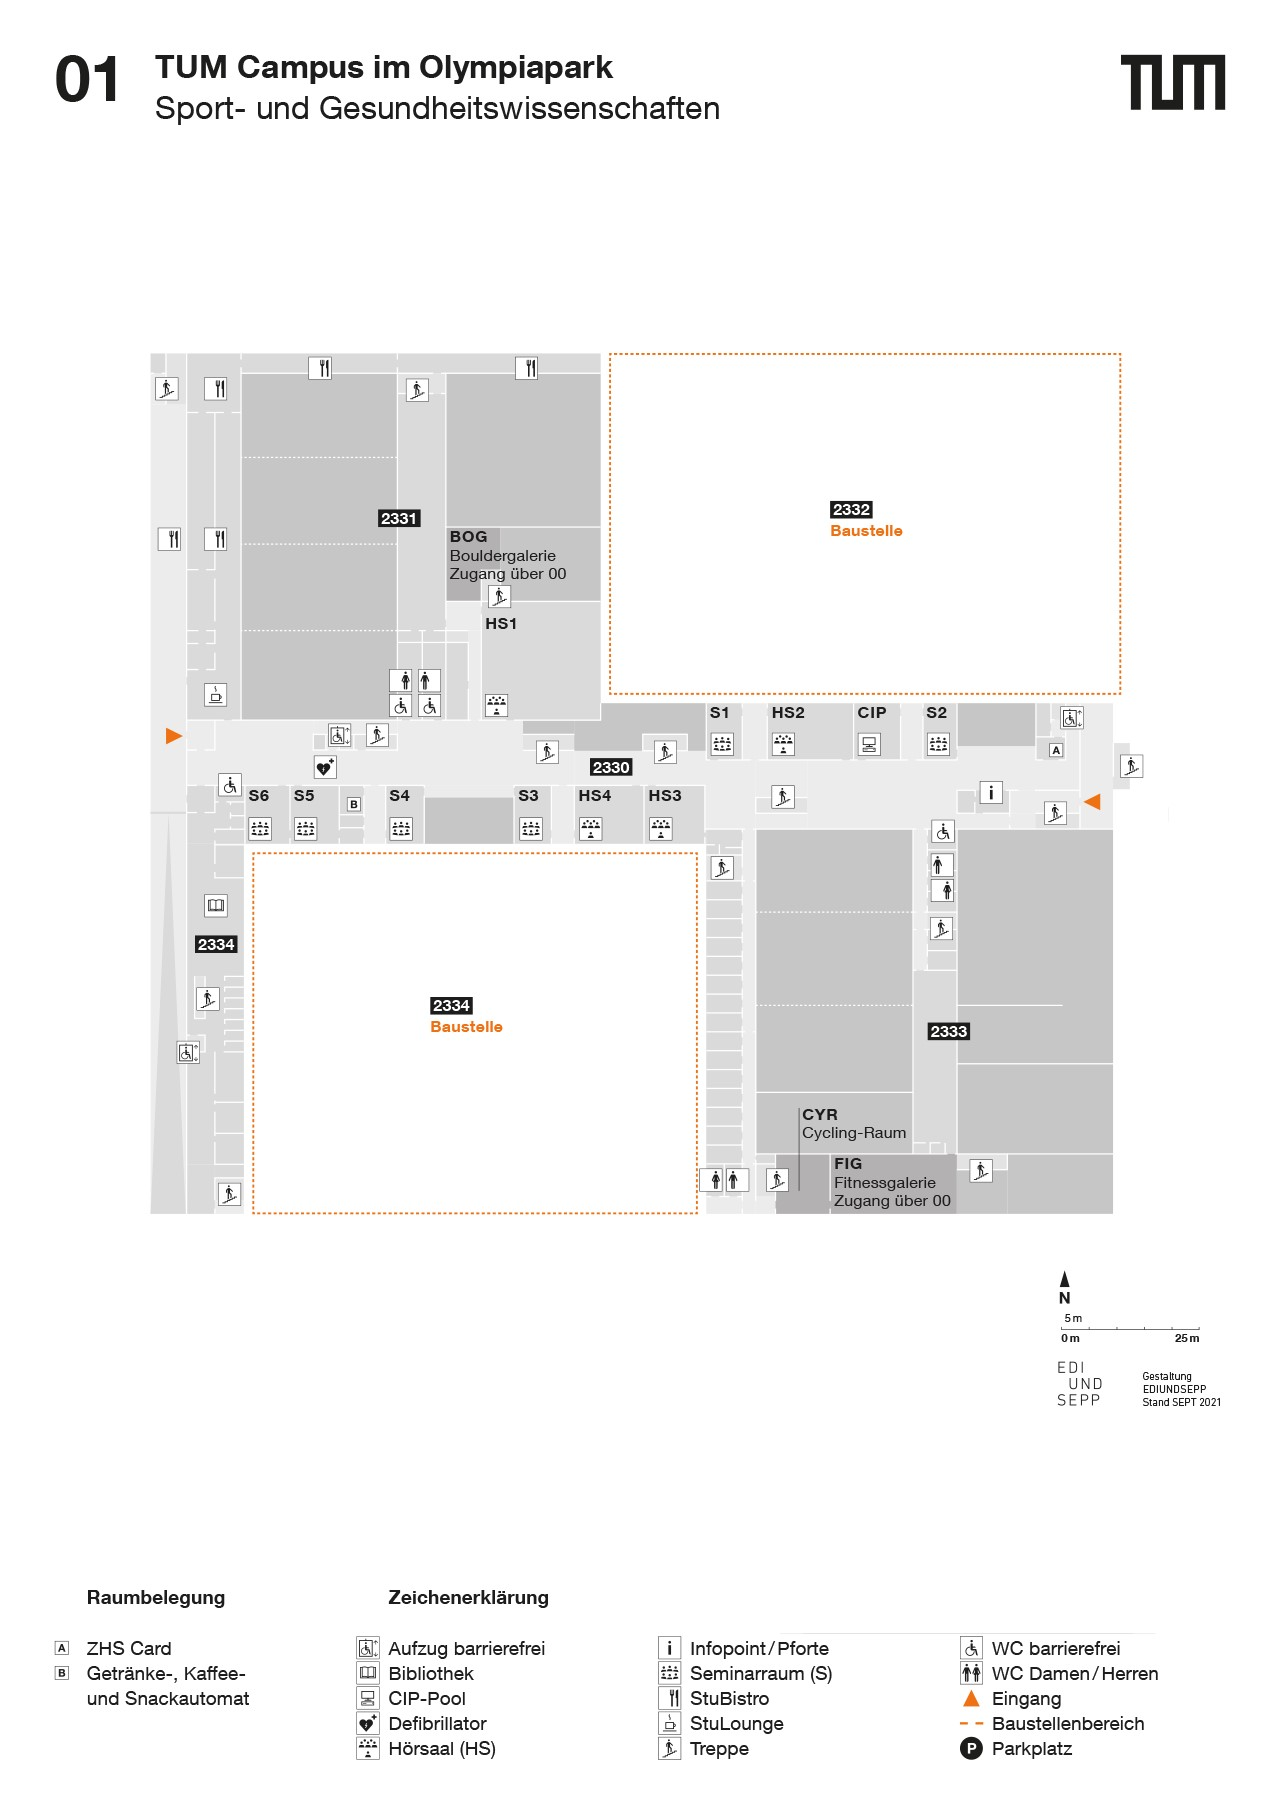 01
TUM Campus im Olympiapark
Sport- und Gesundheitswissenschaften
TUM
2331
2332
Baustelle
BOG
Bouldergalerie
Zugang über 00
HS1
S1
HS2
CIP
S2
A
2330
S6
S5
B
S4
S3
HS4
HS3
i
2334
2334
Baustelle
2333
CYR
Cycling-Raum
FIG
Fitnessgalerie
Zugang über 00
N
5 m
0 m 25 m
EDI
UND
SEPP
Gestaltung
EDIUNDSEPP
Stand SEPT 2021
Raumbelegung
A ZHS Card
B Getränke-, Kaffee-
und Snackautomat
Zeichenerklärung
Aufzug barrierefrei
Bibliothek
CIP-Pool
Defibrillator
Hörsaal (HS)
i Infopoint / Pforte
Seminarraum (S)
StuBistro
StuLounge
Treppe
WC barrierefrei
WC Damen / Herren
Eingang
Baustellenbereich
P Parkplatz